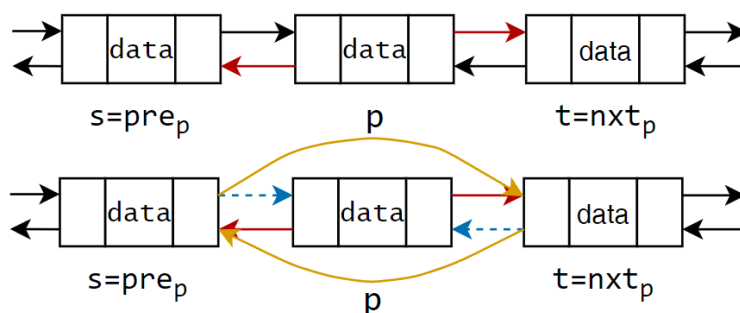 data data data
s=preₚ p t=nxtₚ
data data data
s=preₚ p t=nxtₚ